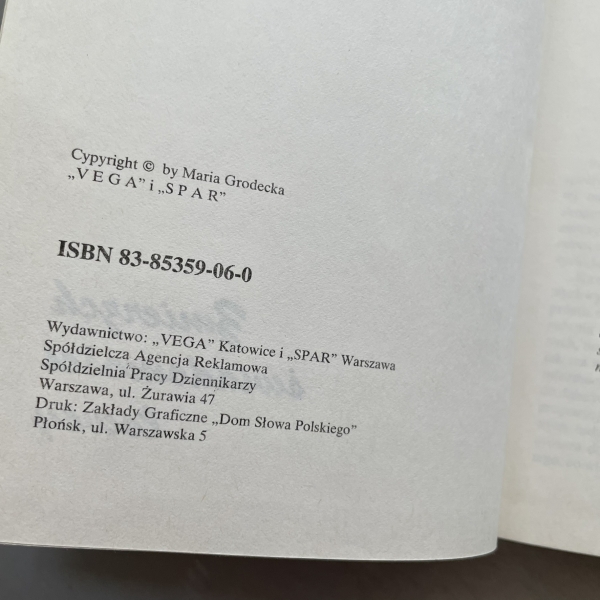 Cypyright © by Maria Grodecka
„V E G A” i „S P A R”
ISBN 83-85359-06-0
Wydawnictwo: „VEGA” Katowice i „SPAR” Warszawa
Spółdzielcza Agencja Reklamowa
Spółdzielnia Pracy Dziennikarzy
Warszawa, ul. Żurawia 47
Druk: Zakłady Graficzne „Dom Słowa Polskiego”
Płońsk, ul. Warszawska 5